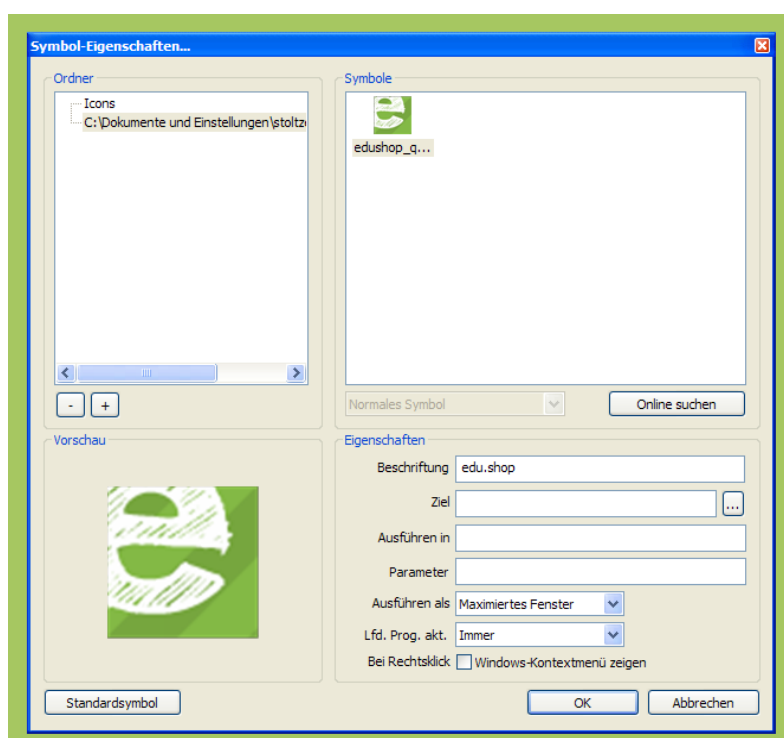 Symbol-Eigenschaften...
Ordner
Icons
C:\Dokumente und Einstellungen\stoltz
Symbole
edushop_q...
- +
Normales Symbol
Online suchen
Vorschau
Eigenschaften
Beschriftung edu.shop
Ziel ...
Ausführen in
Parameter
Ausführen als Maximiertes Fenster
Lfd. Prog. akt. Immer
Bei Rechtsklick Windows-Kontextmenü zeigen
Standardsymbol
OK
Abbrechen